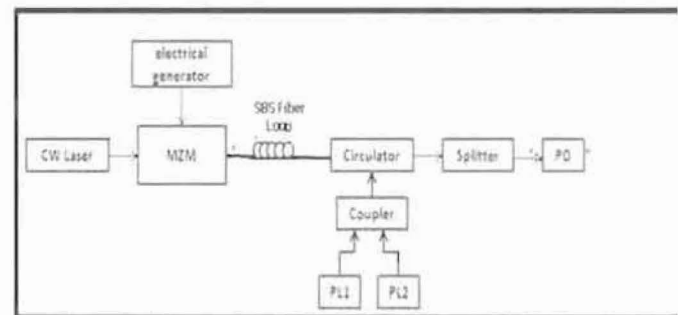 electrical
generator
SBS Fiber
Loop
CW Laser
MZM
Circulator
Splitter
PD
Coupler
PL1
PL2